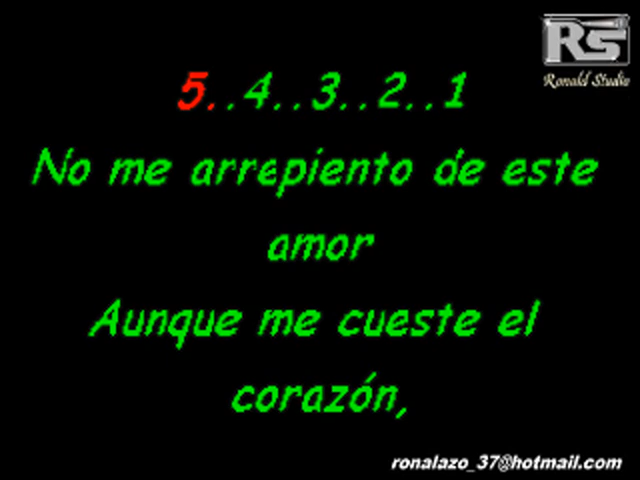 RS
Ronald Studio
5..4..3..2..1
No me arrepiento de este
amor
Aunque me cueste el
corazón,
ronalazo_37@hotmail.com